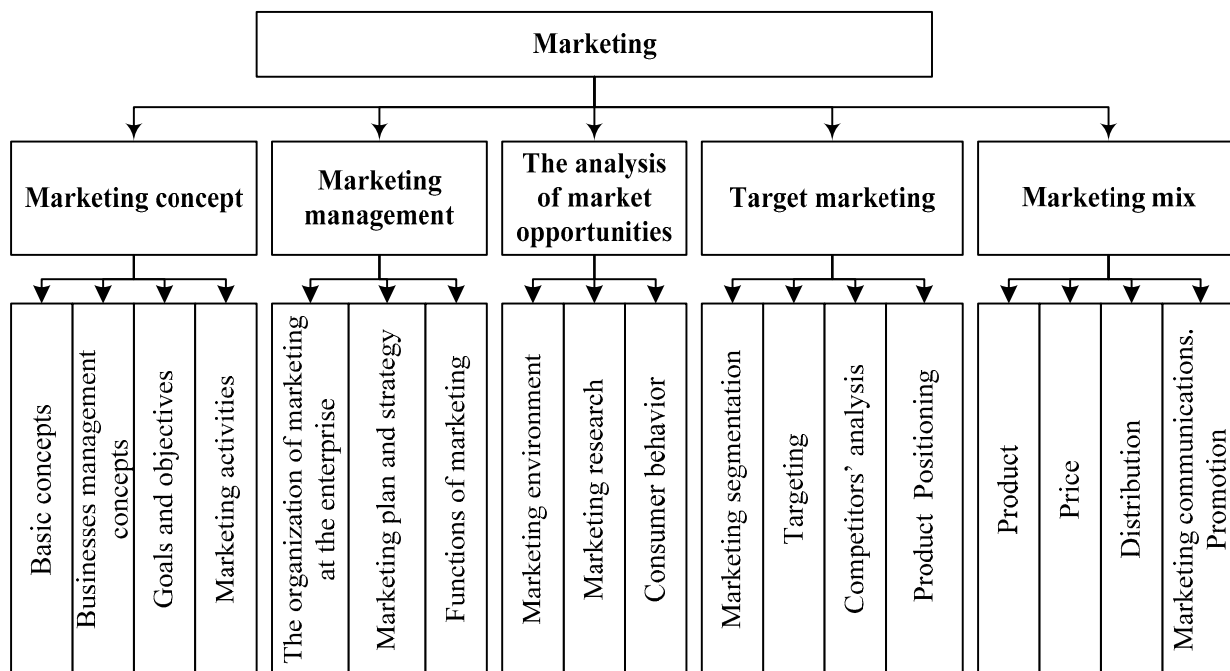 Marketing
Marketing concept
Marketing
management
The analysis
of market
opportunities
Target marketing
Marketing mix
Basic concepts
Businesses management
concepts
Goals and objectives
Marketing activities
The organization of marketing
at the enterprise
Marketing plan and strategy
Functions of marketing
Marketing environment
Marketing research
Consumer behavior
Marketing segmentation
Targeting
Competitors’ analysis
Product Positioning
Product
Price
Distribution
Marketing communications.
Promotion